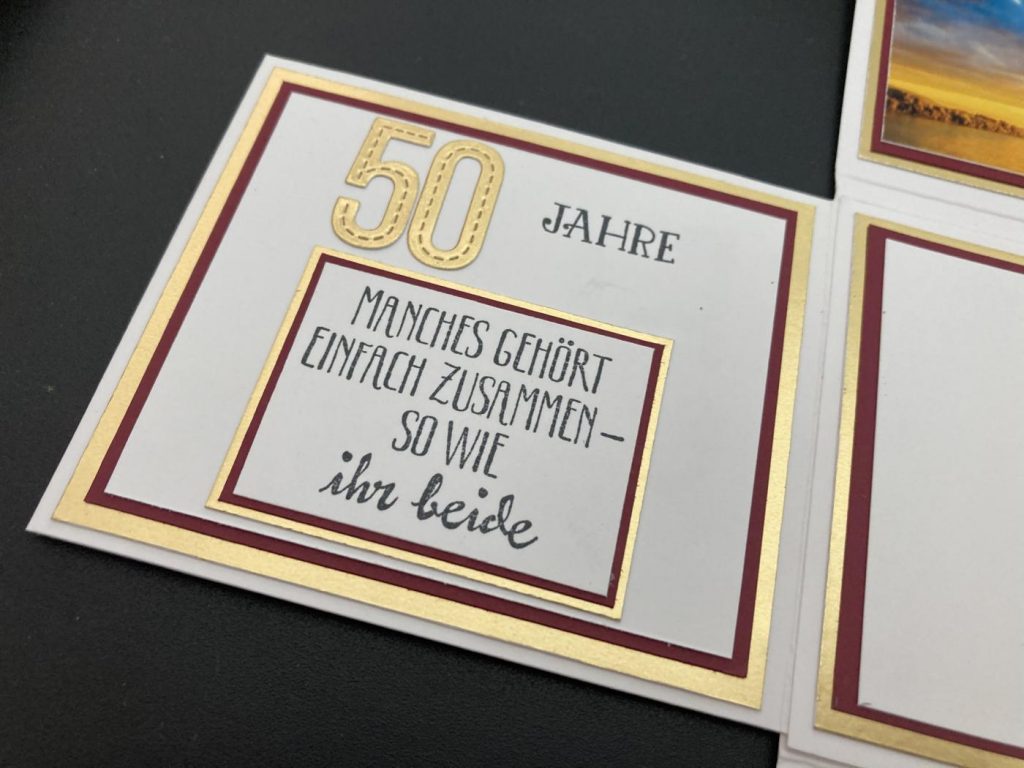 50 JAHRE
MANCHES GEHÖRT
EINFACH ZUSAMMEN–
SO WIE
ihr beide